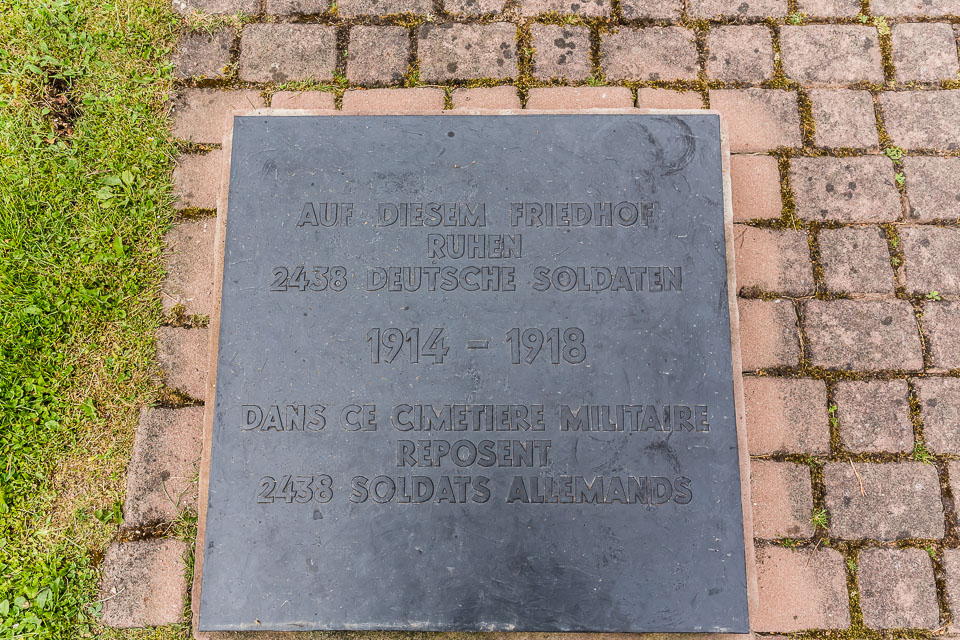 AUF DIESEM FRIEDHOF
RUHEN
2438 DEUTSCHE SOLDATEN
1914 - 1918
DANS CE CIMETIERE MILITAIRE
REPOSENT
2438 SOLDATS ALLEMANDS